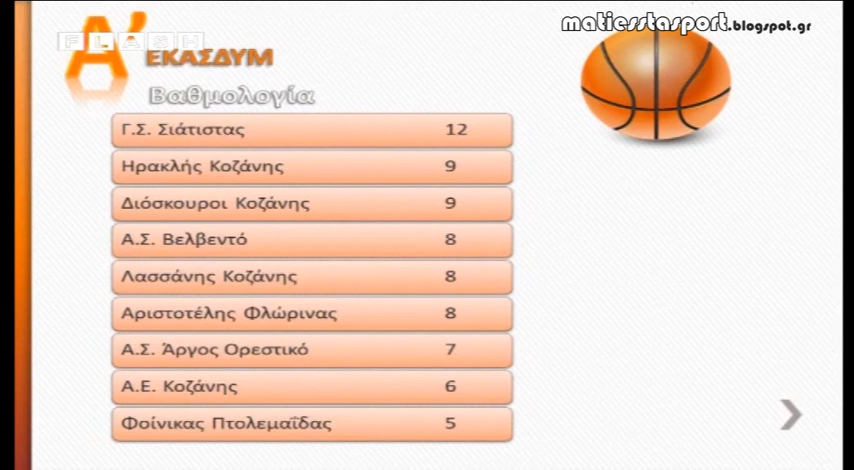 matiesstasport.blogspot.gr
FLASH
Α' ΕΚΑΣΔΥΜ
Βαθμολογία
Γ.Σ. Σιάτιστας 12
Ηρακλής Κοζάνης 9
Διόσκουροι Κοζάνης 9
Α.Σ. Βελβεντό 8
Λασσάνης Κοζάνης 8
Αριστοτέλης Φλώρινας 8
Α.Σ. Άργος Ορεστικό 7
Α.Ε. Κοζάνης 6
Φοίνικας Πτολεμαΐδας 5